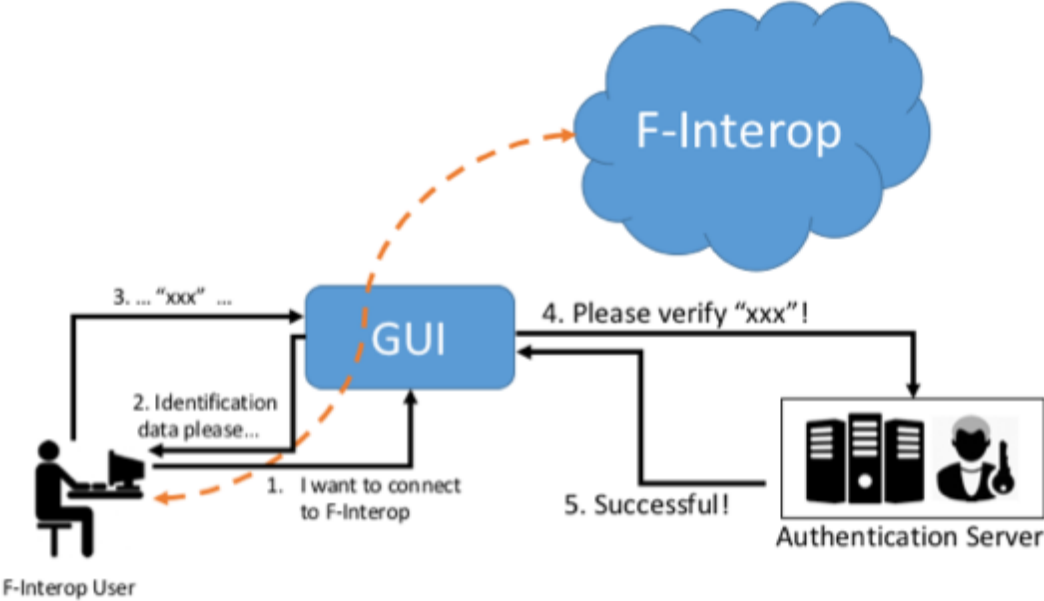 F-Interop
3. ... “xxx” ...
GUI
4. Please verify “xxx”!
2. Identification
data please...
1. I want to connect
to F-Interop
5. Successful!
Authentication Server
F-Interop User